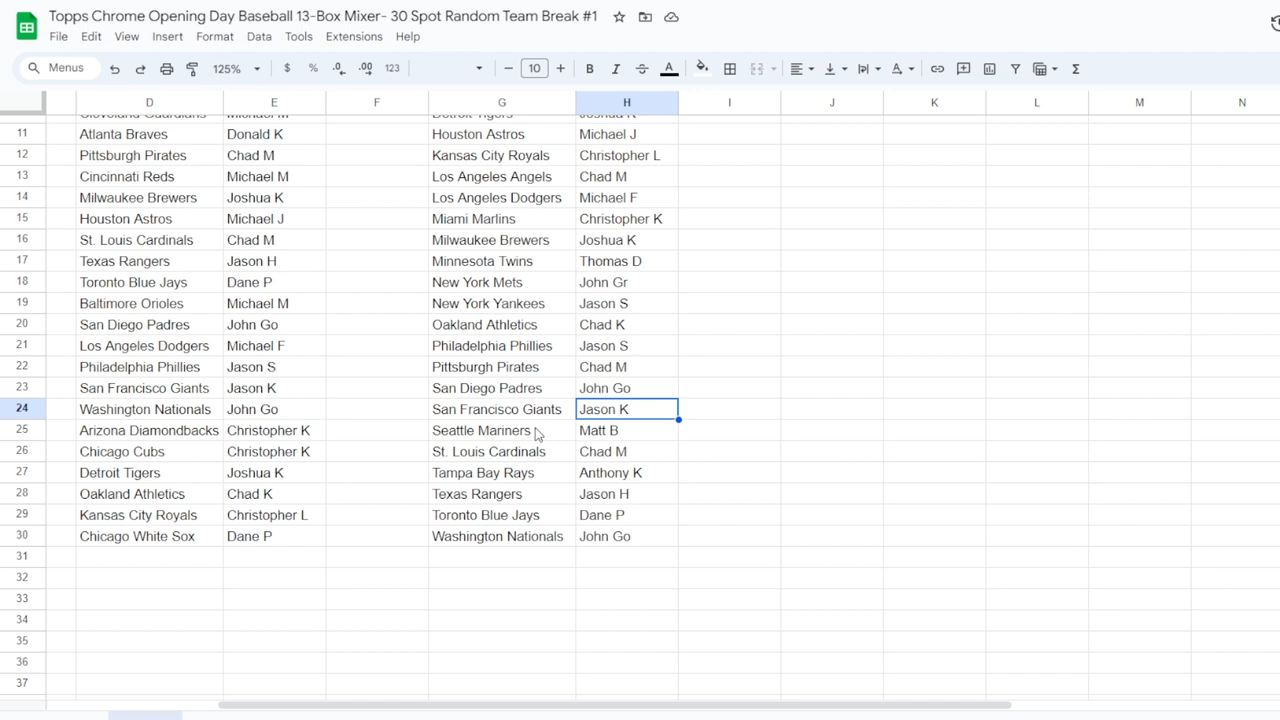 Topps Chrome Opening Day Baseball 13-Box Mixer- 30 Spot Random Team Break #1
File Edit View Insert Format Data Tools Extensions Help
Menus 125% $ % .0 .00 123 10 B I A
D E F G H I J K L M N
Cleveland Guardians Michael M Detroit Tigers Joshua K
11 Atlanta Braves Donald K Houston Astros Michael J
12 Pittsburgh Pirates Chad M Kansas City Royals Christopher L
13 Cincinnati Reds Michael M Los Angeles Angels Chad M
14 Milwaukee Brewers Joshua K Los Angeles Dodgers Michael F
15 Houston Astros Michael J Miami Marlins Christopher K
16 St. Louis Cardinals Chad M Milwaukee Brewers Joshua K
17 Texas Rangers Jason H Minnesota Twins Thomas D
18 Toronto Blue Jays Dane P New York Mets John Gr
19 Baltimore Orioles Michael M New York Yankees Jason S
20 San Diego Padres John Go Oakland Athletics Chad K
21 Los Angeles Dodgers Michael F Philadelphia Phillies Jason S
22 Philadelphia Phillies Jason S Pittsburgh Pirates Chad M
23 San Francisco Giants Jason K San Diego Padres John Go
24 Washington Nationals John Go San Francisco Giants Jason K
25 Arizona Diamondbacks Christopher K Seattle Mariners Matt B
26 Chicago Cubs Christopher K St. Louis Cardinals Chad M
27 Detroit Tigers Joshua K Tampa Bay Rays Anthony K
28 Oakland Athletics Chad K Texas Rangers Jason H
29 Kansas City Royals Christopher L Toronto Blue Jays Dane P
30 Chicago White Sox Dane P Washington Nationals John Go
31
32
33
34
35
36
37